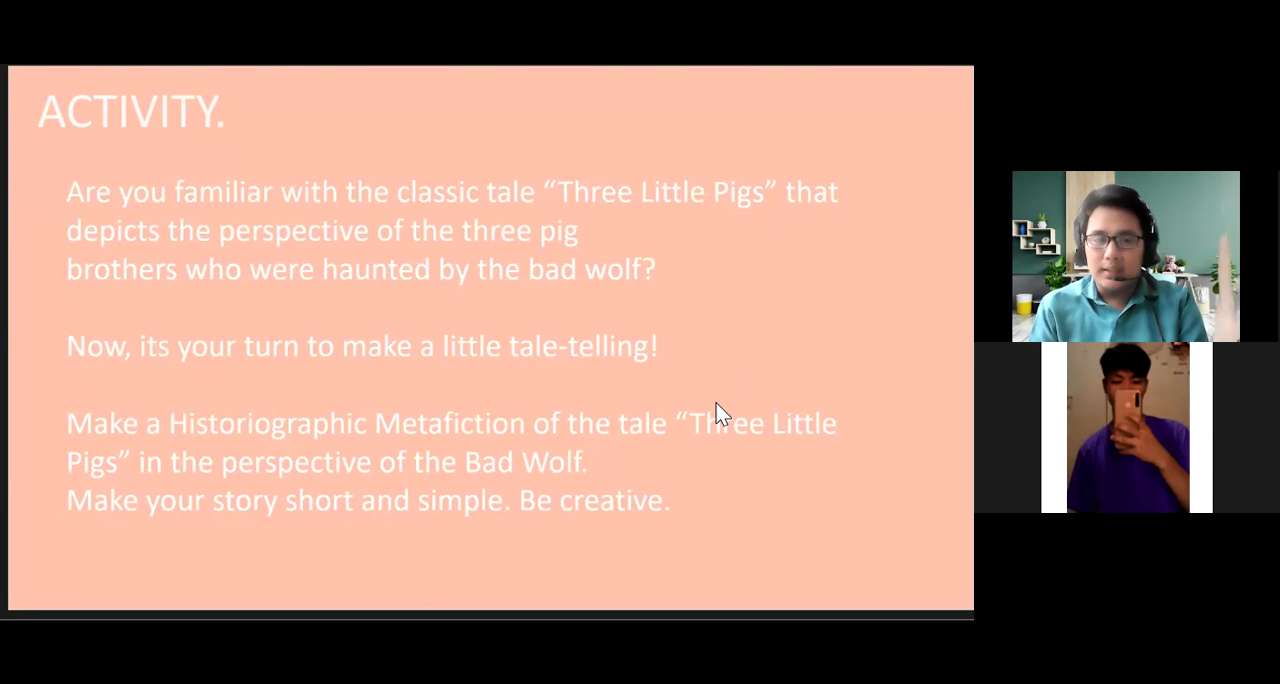 ACTIVITY.
Are you familiar with the classic tale “Three Little Pigs” that
depicts the perspective of the three pig
brothers who were haunted by the bad wolf?
Now, its your turn to make a little tale-telling!
Make a Historiographic Metafiction of the tale “Three Little
Pigs” in the perspective of the Bad Wolf.
Make your story short and simple. Be creative.